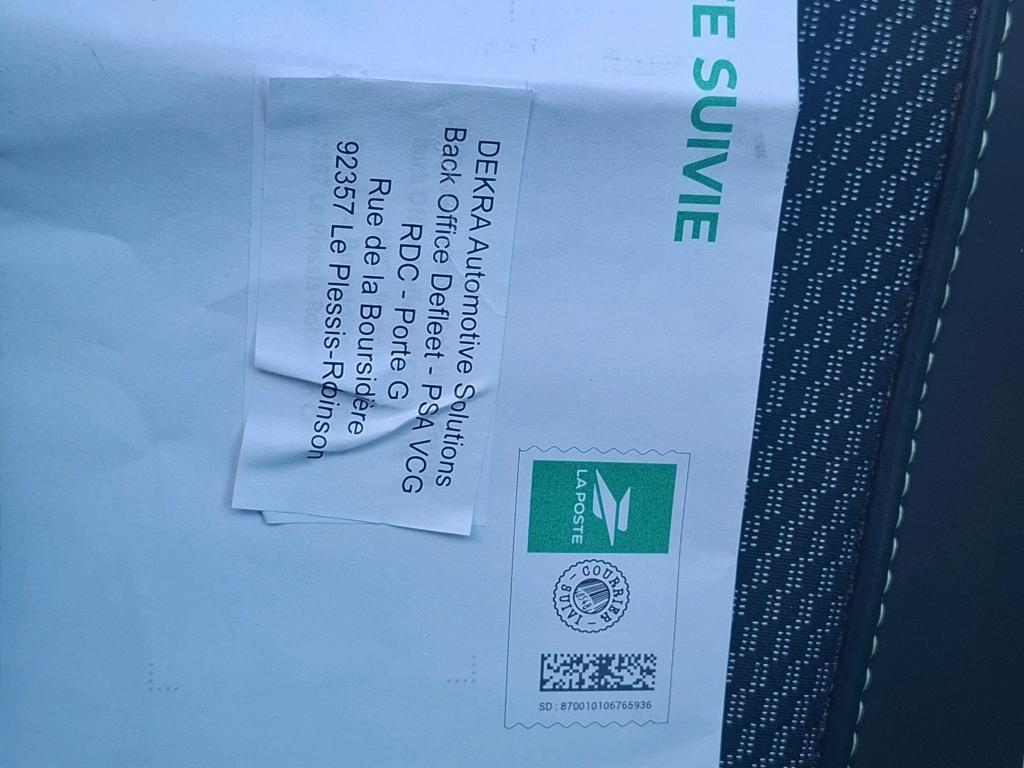 E SUIVIE
DEKRA Automotive Solutions
Back Office Defleet - PSA VCG
RDC - Porte G
Rue de la Boursidère
92357 Le Plessis-Robinson
LA POSTE
COURRIER
SUIVI
SD : 870010106765936